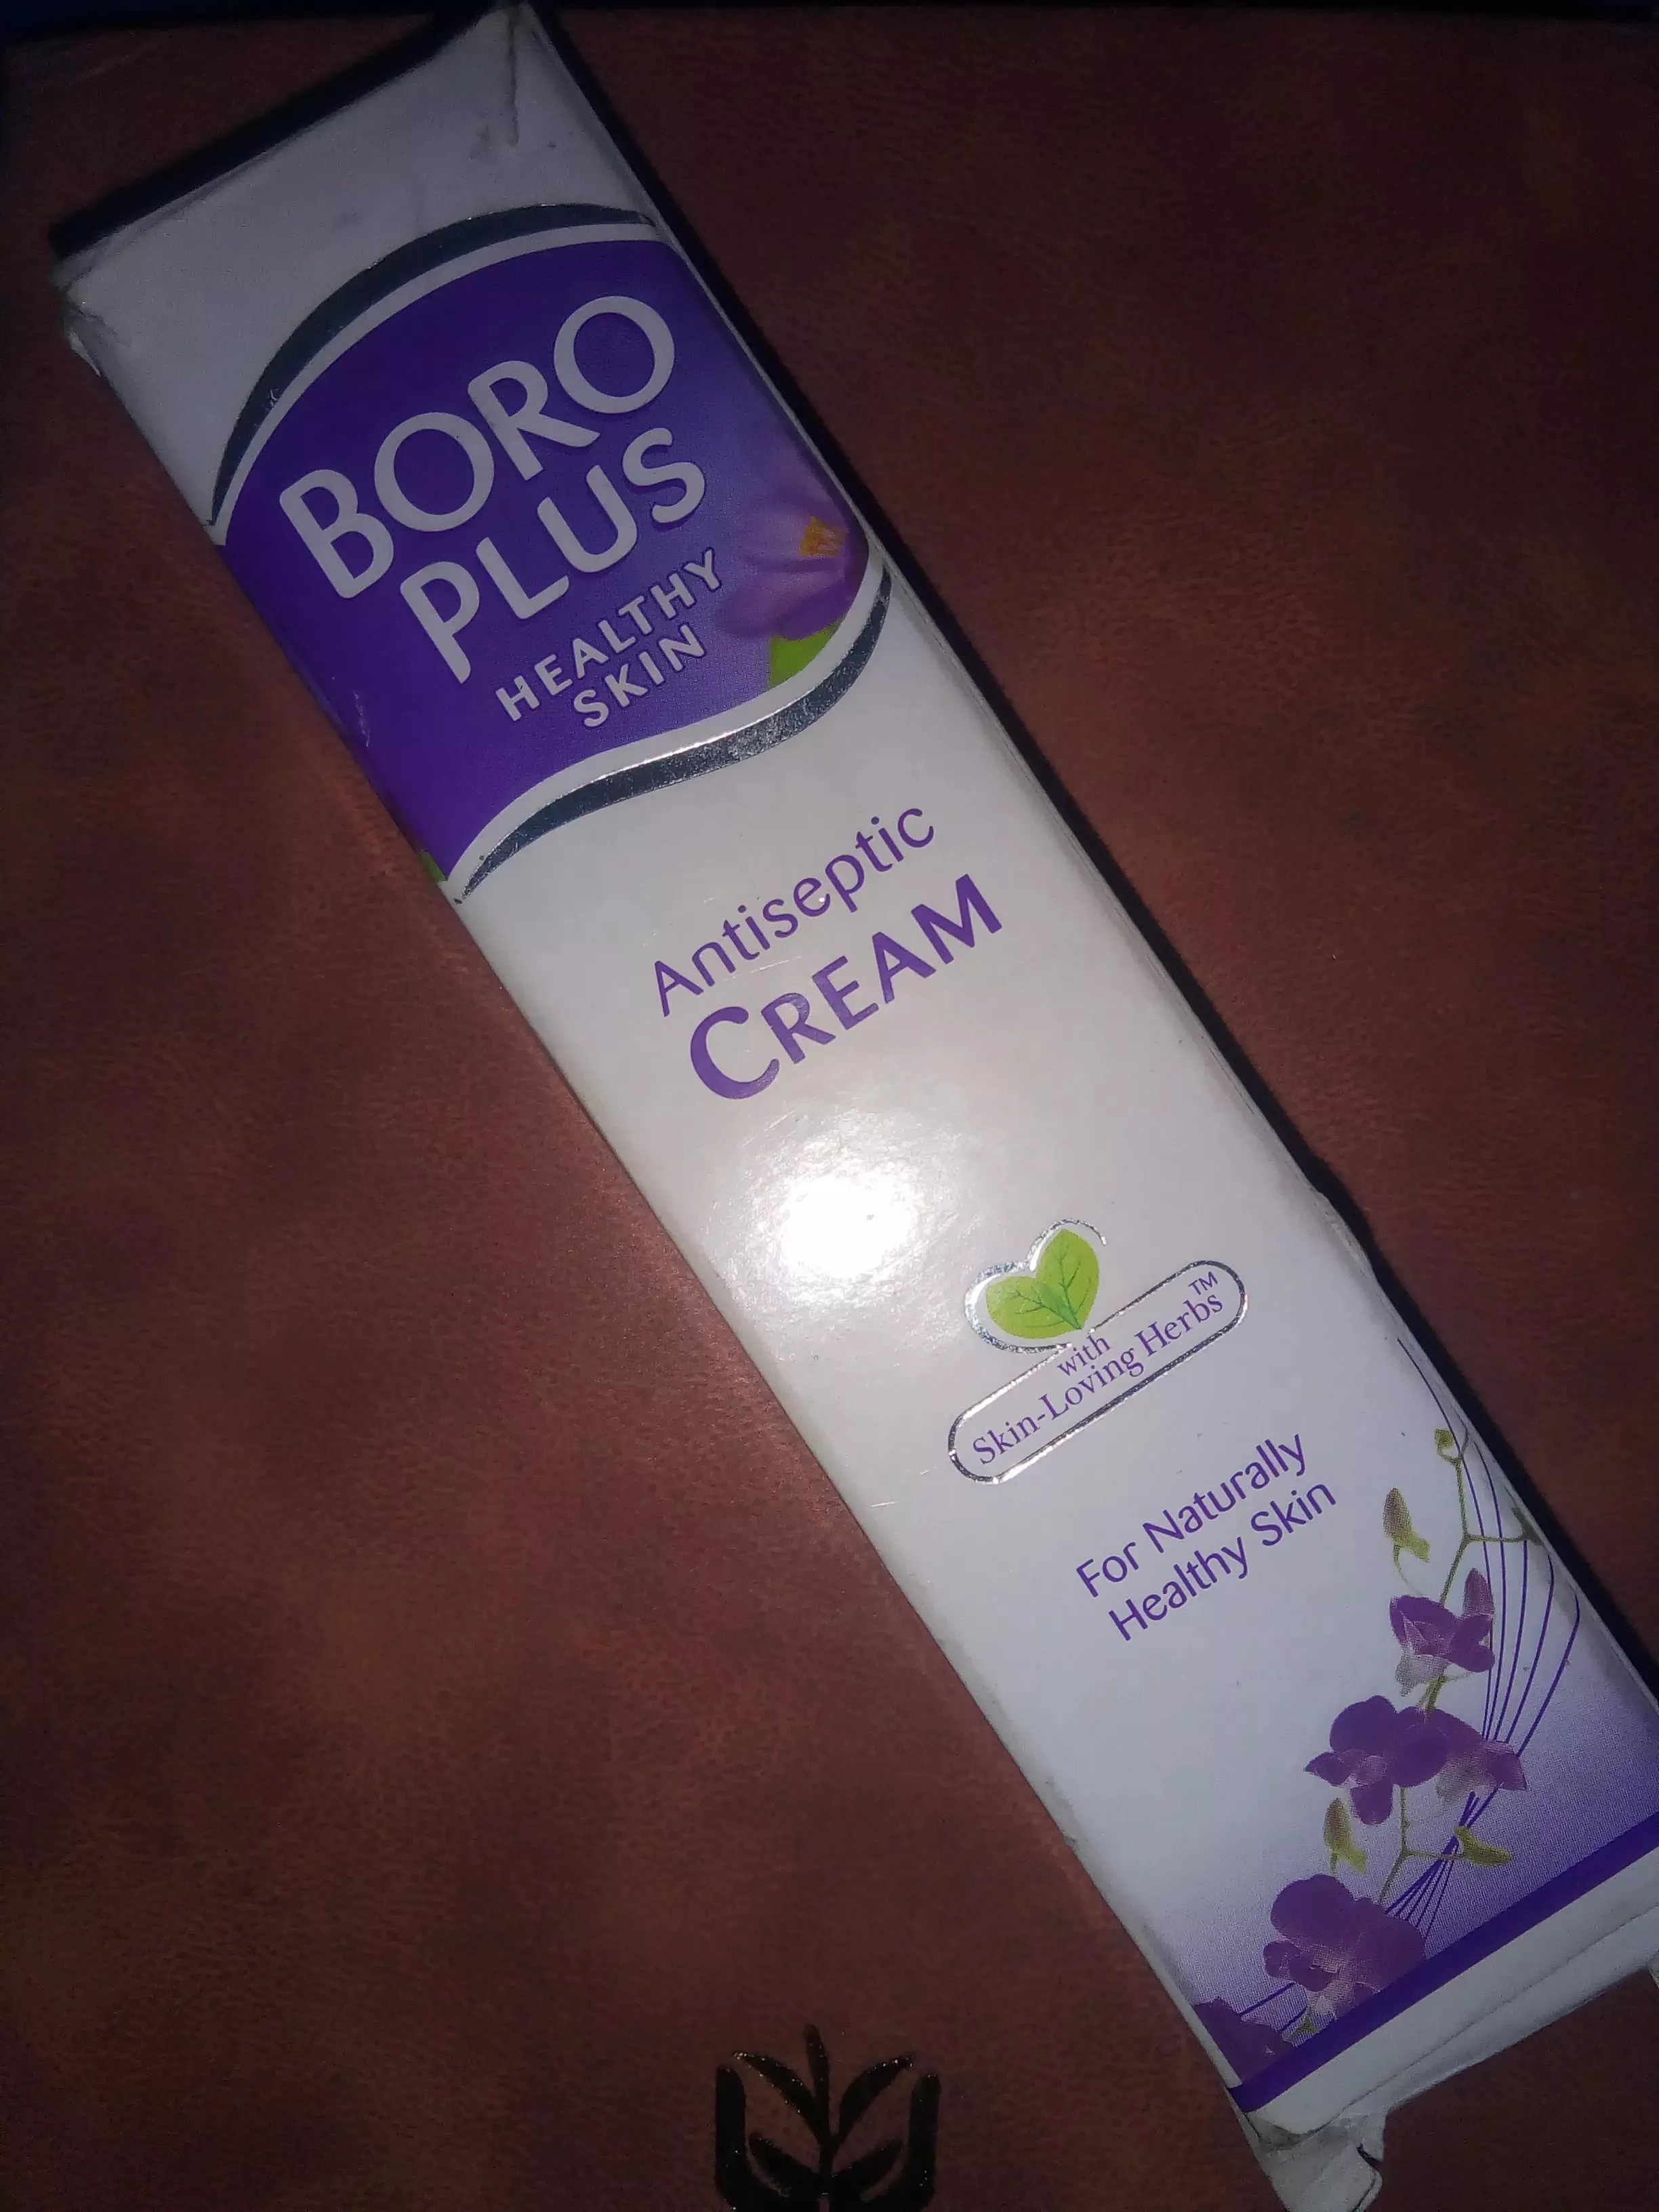 BORO
PLUS
HEALTHY
SKIN
Antiseptic
CREAM
with
Skin-Loving Herbs™
For Naturally
Healthy Skin